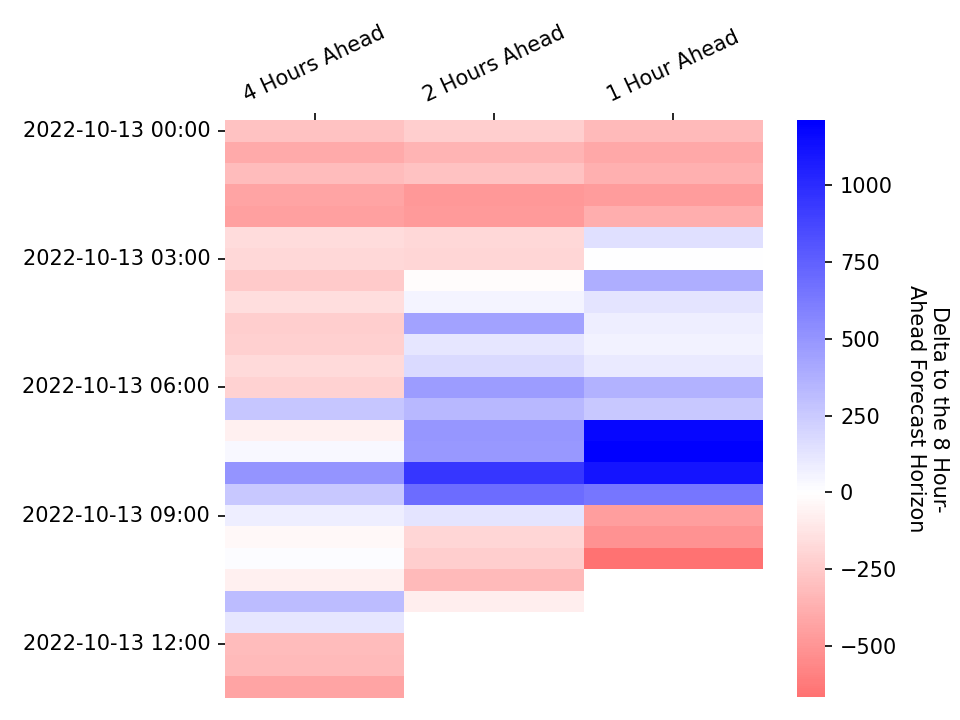 4 Hours Ahead
2 Hours Ahead
1 Hour Ahead
2022-10-13 00:00
2022-10-13 03:00
2022-10-13 06:00
2022-10-13 09:00
2022-10-13 12:00
1000
750
500
250
0
−250
−500
Delta to the 8 Hour-
Ahead Forecast Horizon